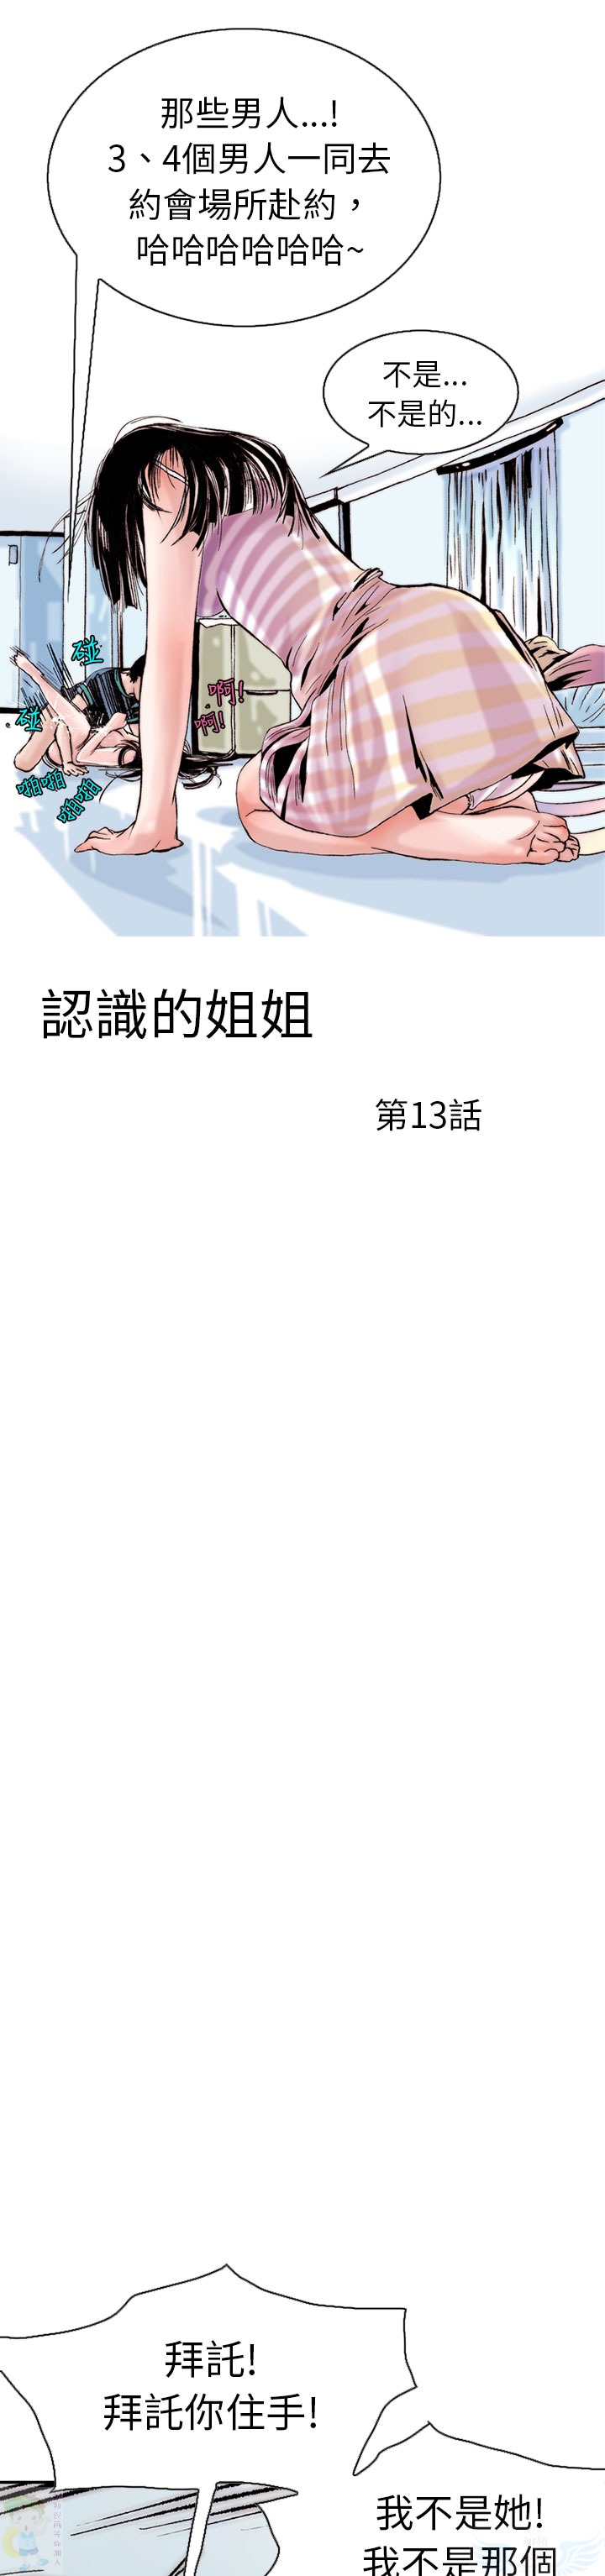 那些男人...!
3、4個男人一同去
約會場所赴約，
哈哈哈哈哈哈~
不是...
不是的...
碰
碰
啊!
啊!
啪啪
啪啪
認識的姐姐
第13話
拜託!
拜託你住手!
我不是她!
我不是那個